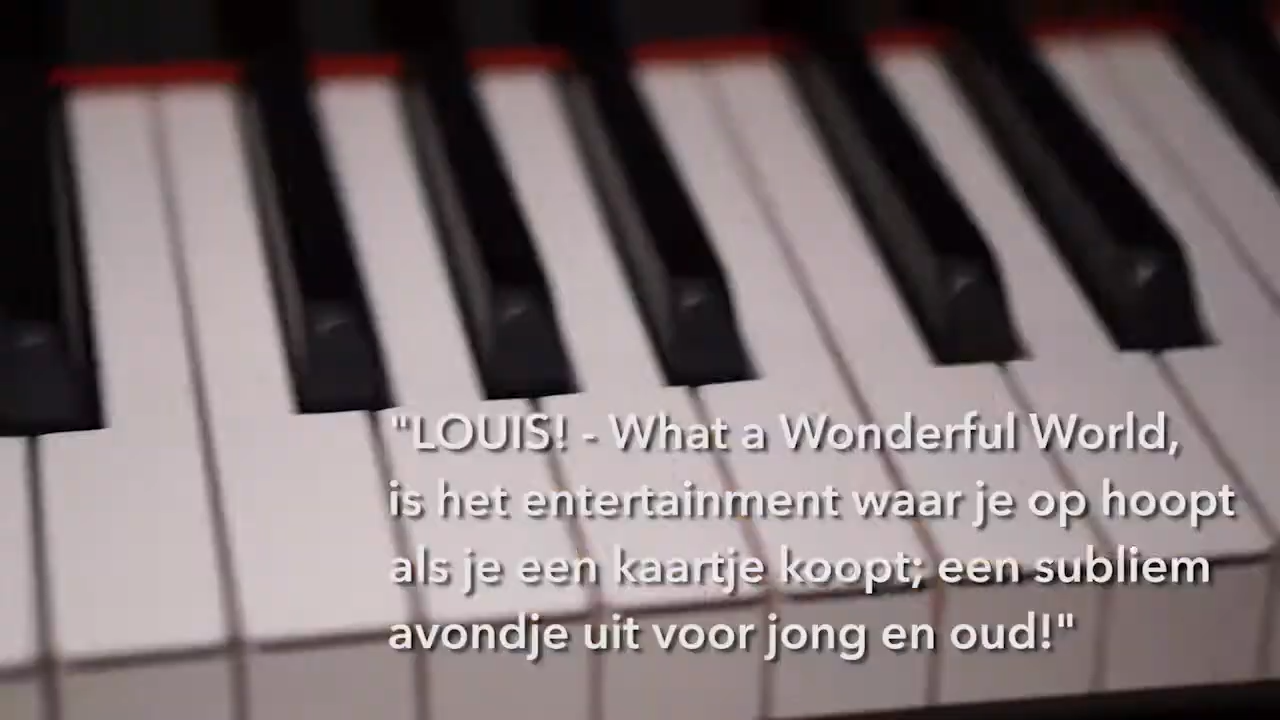 "LOUIS! - What a Wonderful World,
is het entertainment waar je op hoopt
als je een kaartje koopt; een subliem
avondje uit voor jong en oud!"